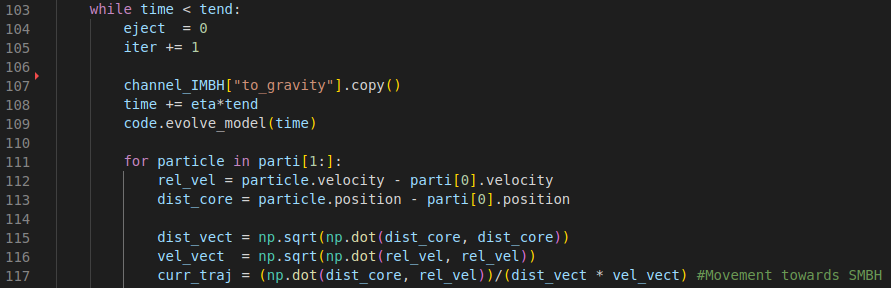 103 while time < tend:
104 eject  = 0
105 iter += 1
106
107 channel_IMBH["to_gravity"].copy()
108 time += eta*tend
109 code.evolve_model(time)
110
111 for particle in parti[1:]:
112 rel_vel = particle.velocity - parti[0].velocity
113 dist_core = particle.position - parti[0].position
114
115 dist_vect = np.sqrt(np.dot(dist_core, dist_core))
116 vel_vect  = np.sqrt(np.dot(rel_vel, rel_vel))
117 curr_traj = (np.dot(dist_core, rel_vel))/(dist_vect * vel_vect) #Movement towards SMBH